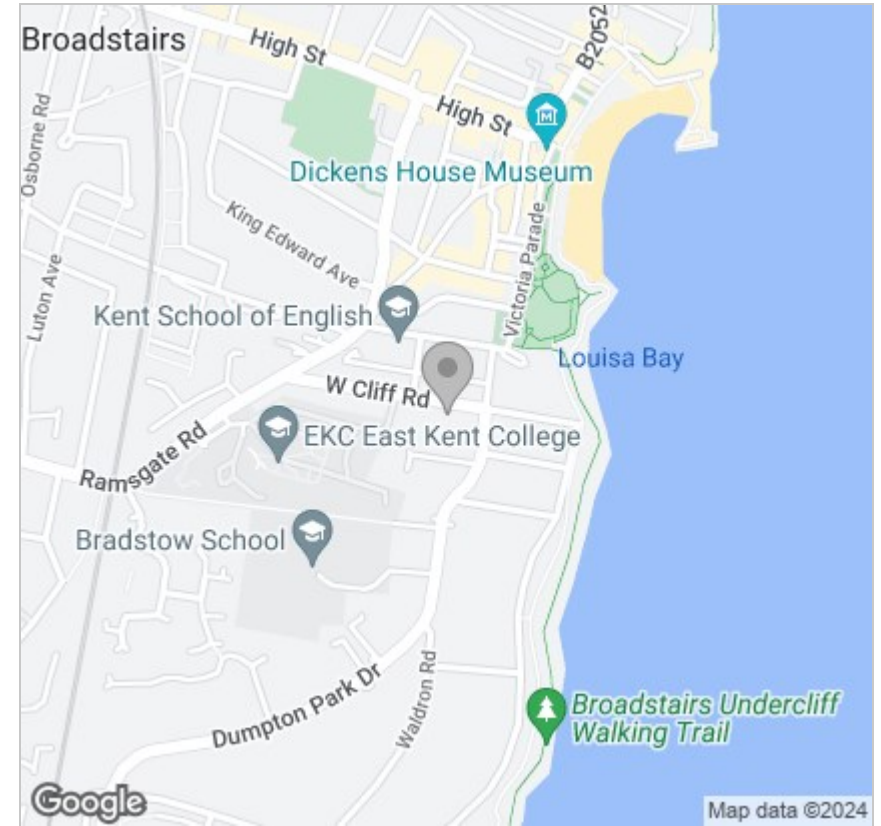 Broadstairs
High St
B2052
High St
Osborne Rd
Dickens House Museum
King Edward Ave
Victoria Parade
Luton Ave
Kent School of English
Louisa Bay
W Cliff Rd
EKC East Kent College
Ramsgate Rd
Bradstow School
Waldron Rd
Dumpton Park Dr
Broadstairs Undercliff
Walking Trail
Google
Map data ©2024